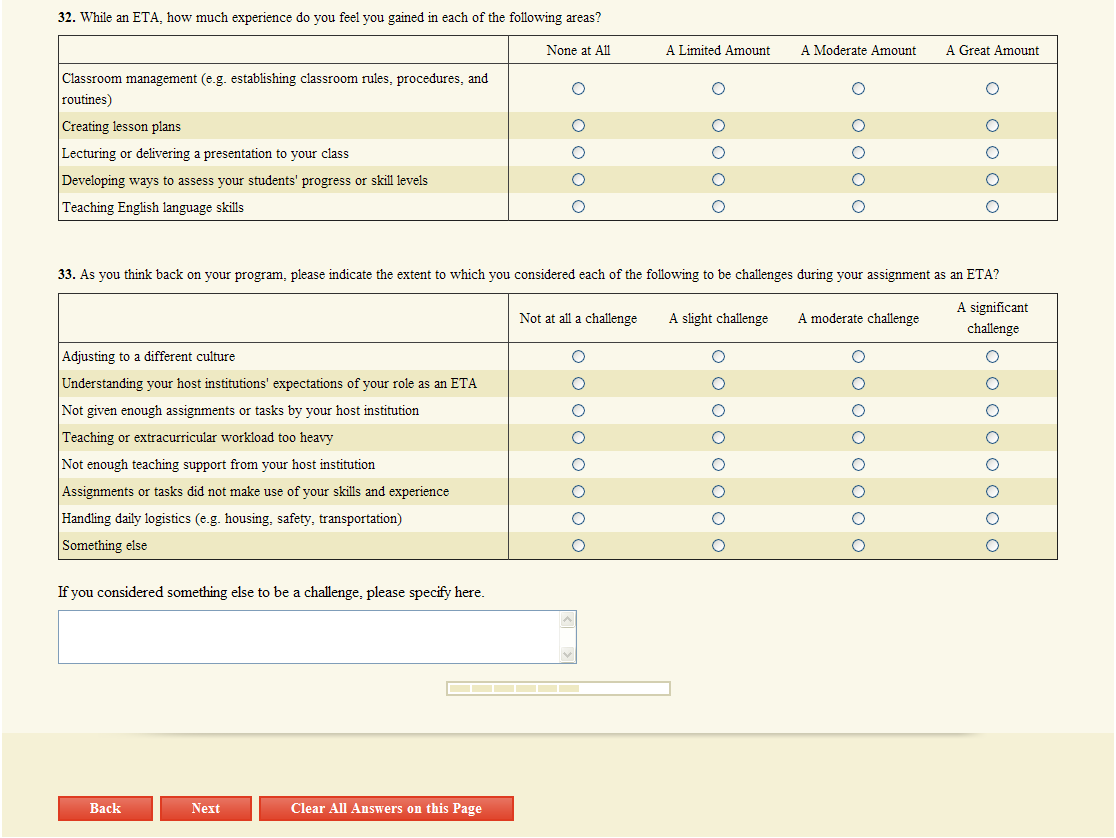 32. While an ETA, how much experience do you feel you gained in each of the following areas?
None at All A Limited Amount A Moderate Amount A Great Amount
Classroom management (e.g. establishing classroom rules, procedures, and
routines)
Creating lesson plans
Lecturing or delivering a presentation to your class
Developing ways to assess your students' progress or skill levels
Teaching English language skills
33. As you think back on your program, please indicate the extent to which you considered each of the following to be challenges during your assignment as an ETA?
Not at all a challenge A slight challenge A moderate challenge A significant
challenge
Adjusting to a different culture
Understanding your host institutions' expectations of your role as an ETA
Not given enough assignments or tasks by your host institution
Teaching or extracurricular workload too heavy
Not enough teaching support from your host institution
Assignments or tasks did not make use of your skills and experience
Handling daily logistics (e.g. housing, safety, transportation)
Something else
If you considered something else to be a challenge, please specify here.
Back Next Clear All Answers on this Page